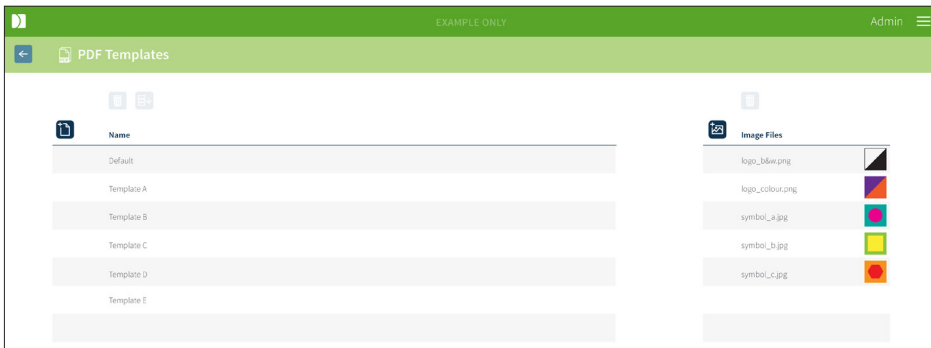 EXAMPLE ONLY
Admin
PDF Templates
Name
Default
Template A
Template B
Template C
Template D
Template E
Image Files
logo_b&w.png
logo_colour.png
symbol_a.jpg
symbol_b.jpg
symbol_c.jpg